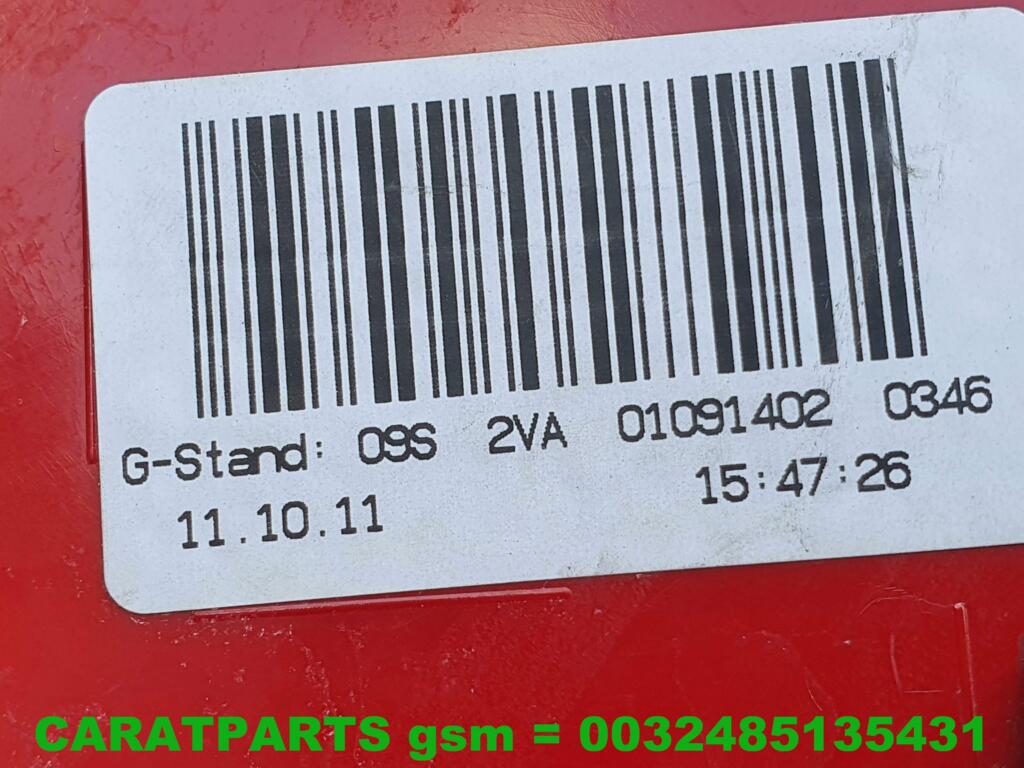 G-Stand: 09S 2VA 01091402 0346
11.10.11 15:47:26
CARATPARTS gsm = 0032485135431